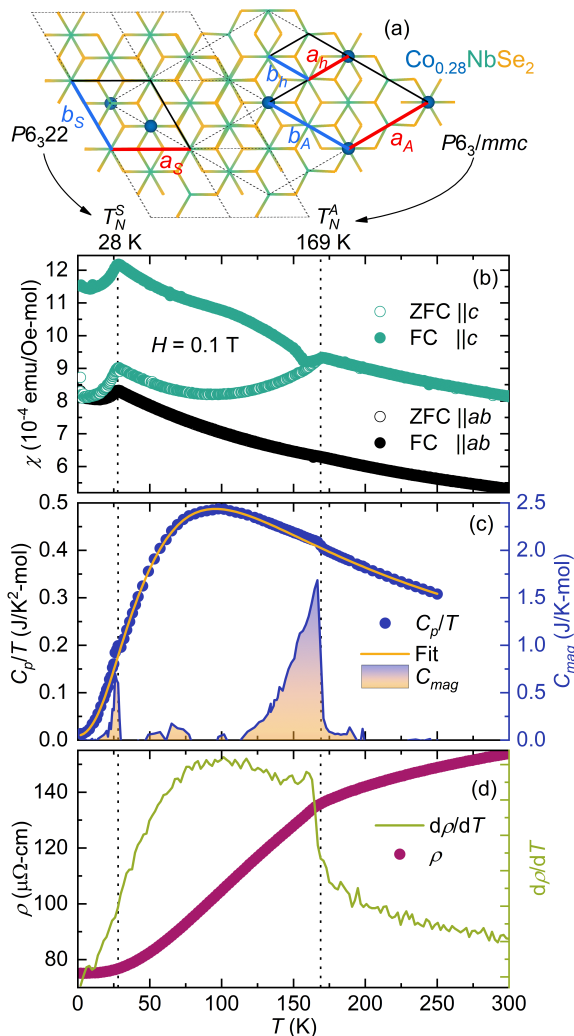 (a)
Co0.28NbSe2
bh
ah
bS
aS
bA
aA
P6322
P63/mmc
TNS
TNA
28 K
169 K
(b)
12
11
9
8
6
χ (10-4 emu/Oe-mol)
H = 0.1 T
ZFC ||c
FC ||c
ZFC ||ab
FC ||ab
(c)
0.5
0.4
0.3
0.2
0.1
0.0
Cp/T (J/K2-mol)
2.5
2.0
1.5
1.0
0.5
0.0
Cmag (J/K-mol)
Cp/T
Fit
Cmag
(d)
140
120
100
80
ρ (μΩ-cm)
dρ/dT
ρ
dρ/dT
0
50
100
150
200
250
300
T (K)